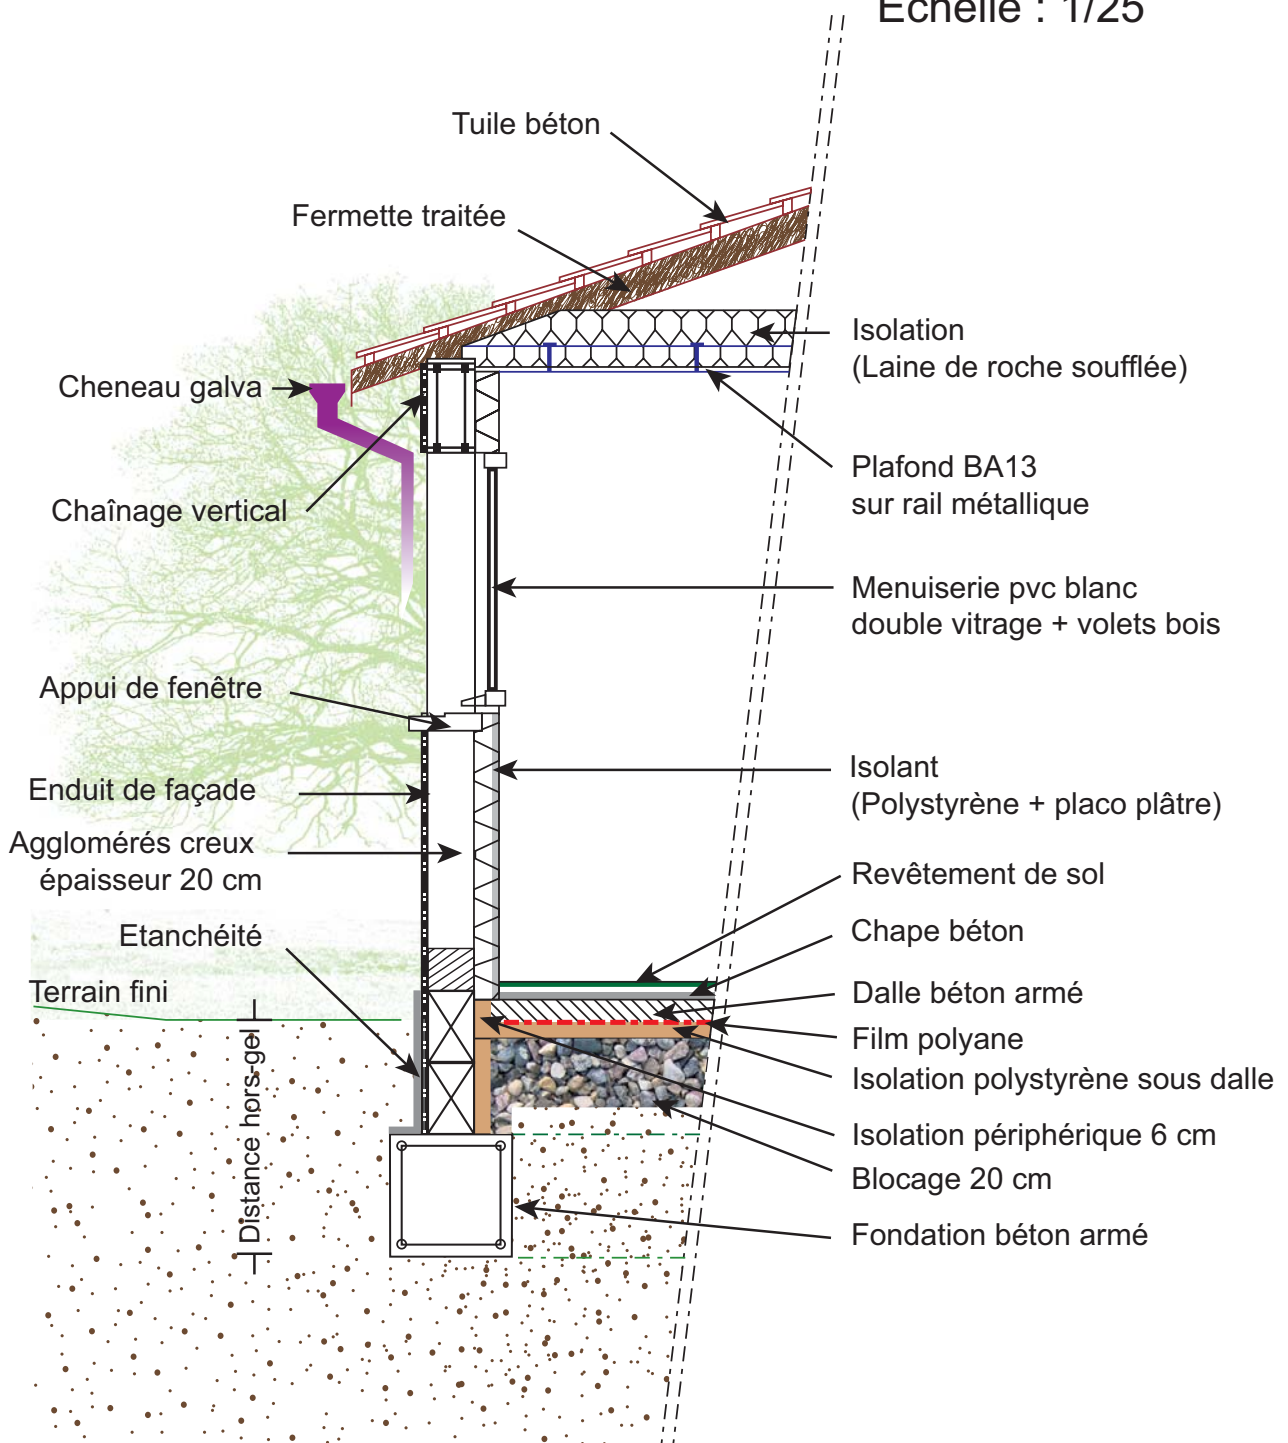 Echelle : 1/25
Tuile béton
Fermette traitée
Isolation
(Laine de roche soufflée)
Cheneau galva
Plafond BA13
sur rail métallique
Chaînage vertical
Menuiserie pvc blanc
double vitrage + volets bois
Appui de fenêtre
Isolant
(Polystyrène + placo plâtre)
Enduit de façade
Agglomérés creux
épaisseur 20 cm
Revêtement de sol
Chape béton
Etanchéité
Terrain fini
Dalle béton armé
Film polyane
Isolation polystyrène sous dalle
Distance hors-gel
Isolation périphérique 6 cm
Blocage 20 cm
Fondation béton armé